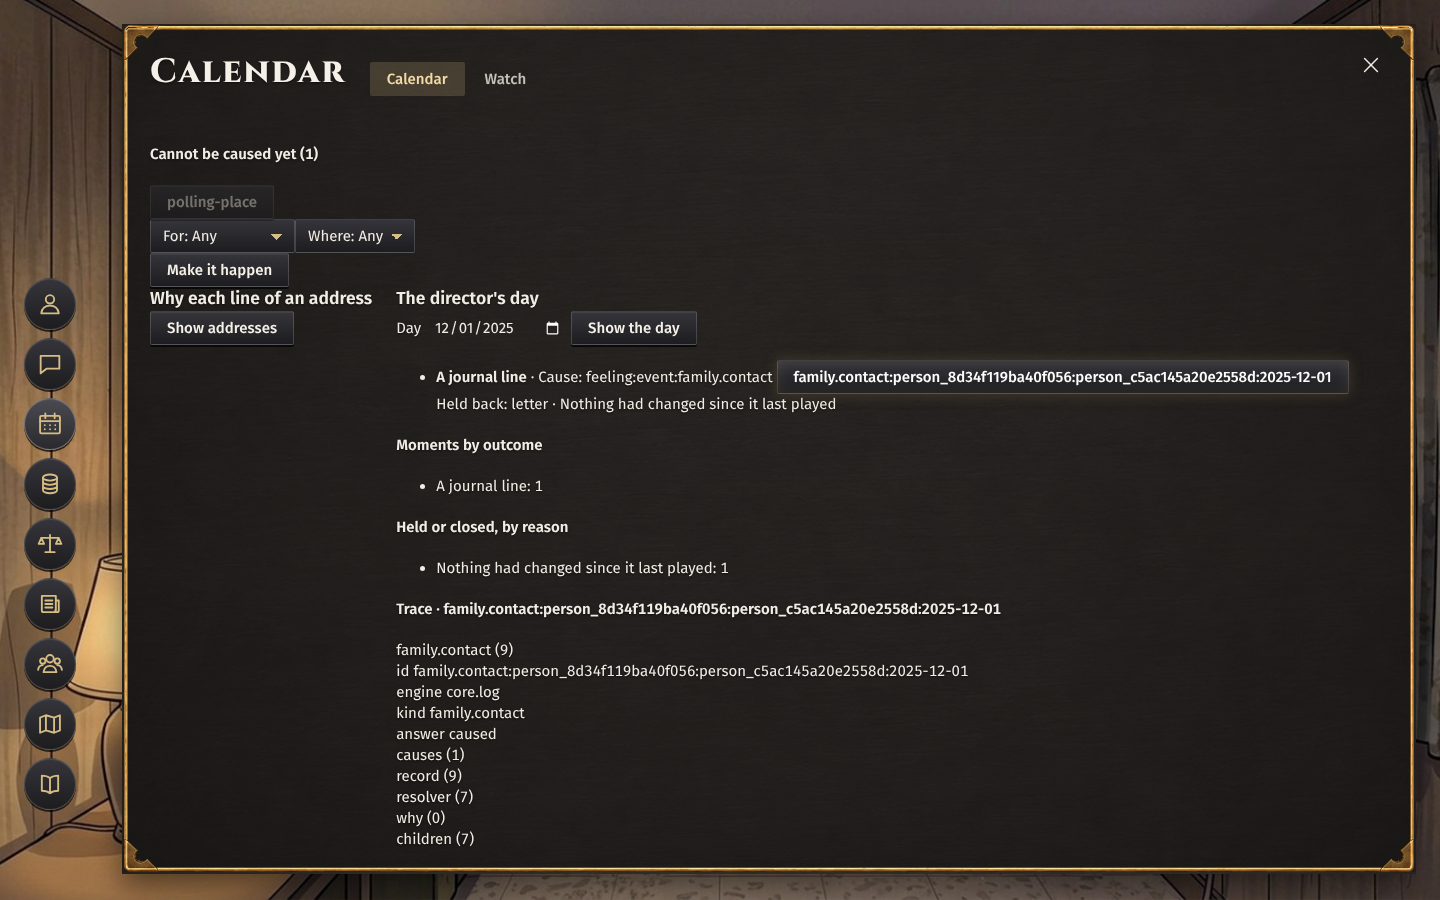 CALENDAR
Calendar
Watch
Cannot be caused yet (1)
polling-place
For: Any
Where: Any
Make it happen
Why each line of an address
Show addresses
The director's day
Day 12/01/2025
Show the day
A journal line · Cause: feeling:event:family.contact family.contact:person_8d34f119ba40f056:person_c5ac145a20e2558d:2025-12-01
Held back: letter · Nothing had changed since it last played
Moments by outcome
A journal line: 1
Held or closed, by reason
Nothing had changed since it last played: 1
Trace · family.contact:person_8d34f119ba40f056:person_c5ac145a20e2558d:2025-12-01
family.contact (9)
id family.contact:person_8d34f119ba40f056:person_c5ac145a20e2558d:2025-12-01
engine core.log
kind family.contact
answer caused
causes (1)
record (9)
resolver (7)
why (0)
children (7)